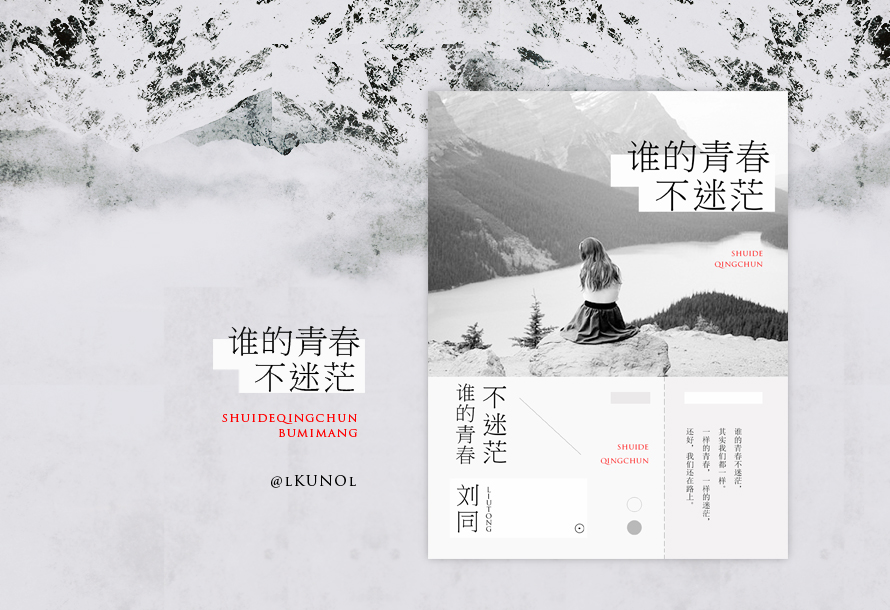 谁的青春
不迷茫
SHUIDEQINGCHUN
BUMIMANG
@LKUNOL
谁的青春
不迷茫
SHUIDE
QINGCHUN
不迷茫
谁的青春
SHUIDE
QINGCHUN
刘同
LIUTONG
谁的青春不迷茫,
其实我们都一样。
一样的青春,一样的迷茫,
还好,我们还在路上。